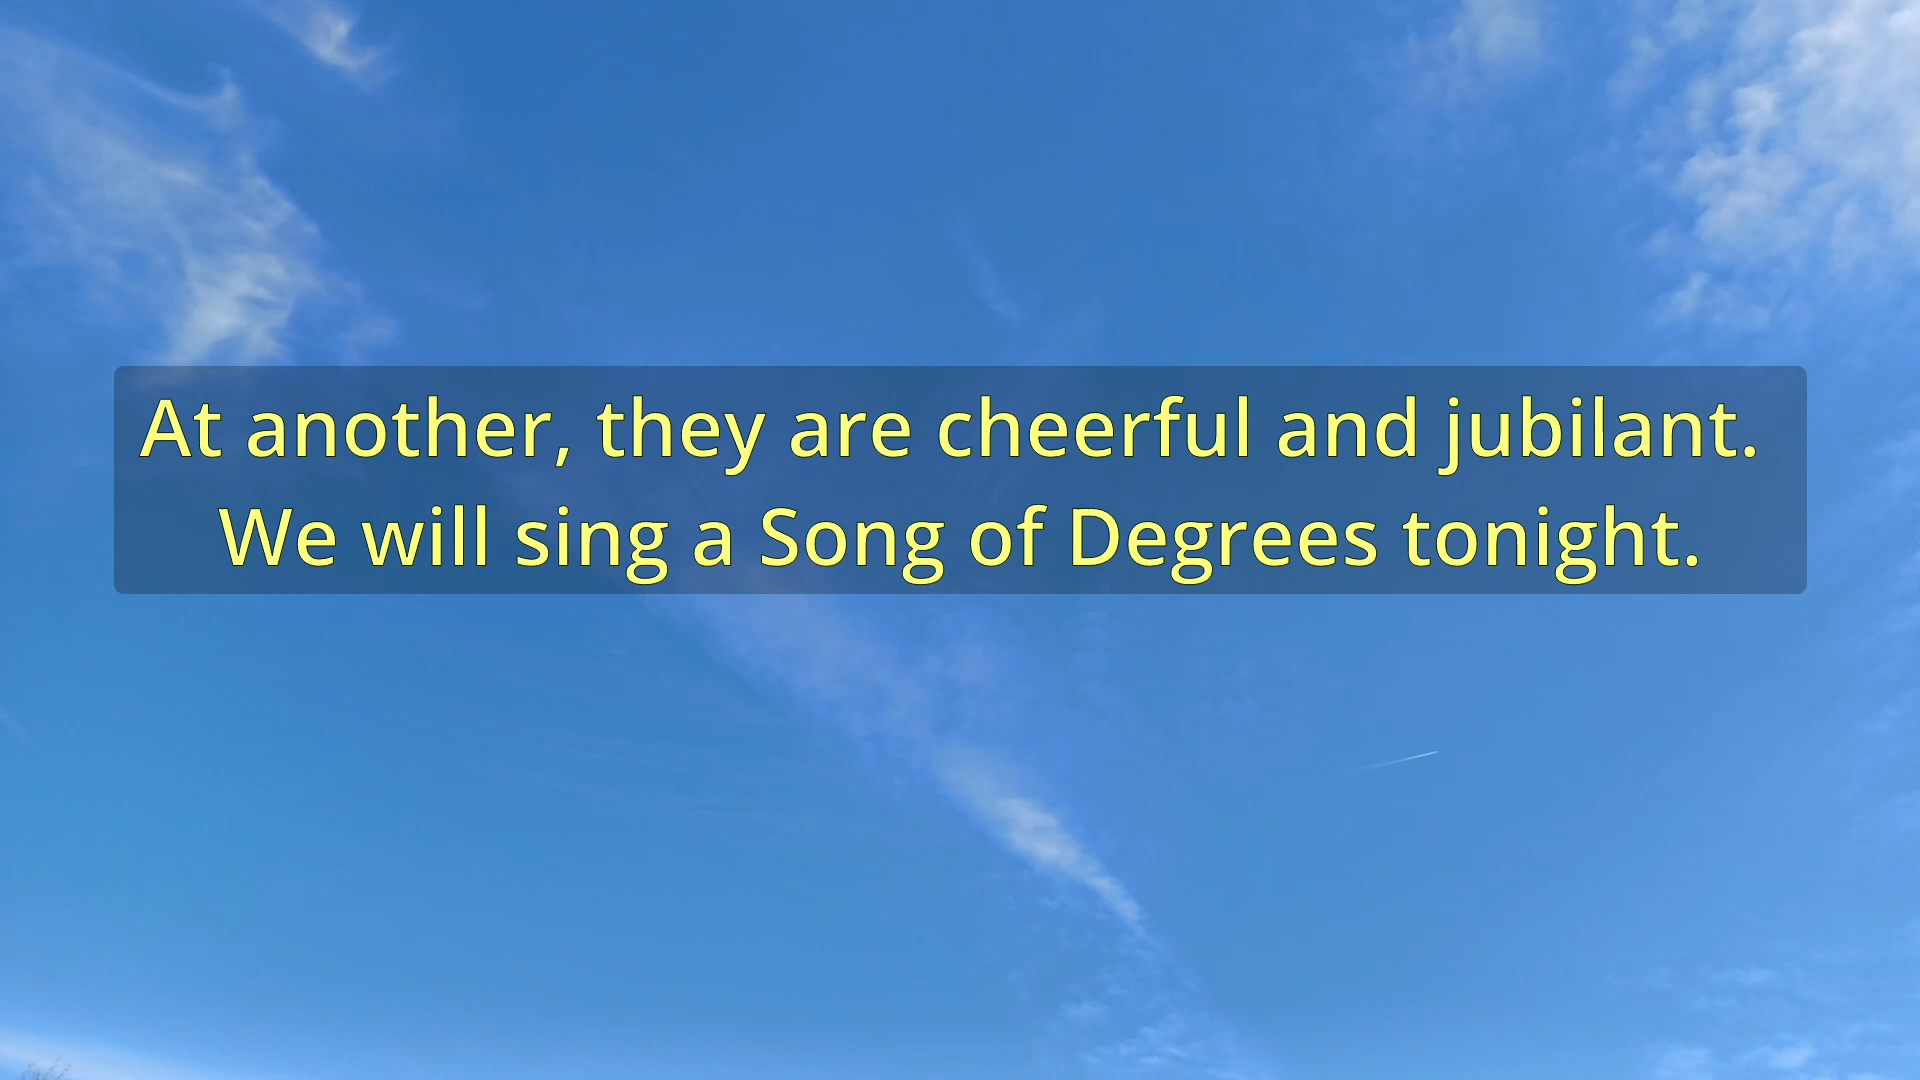 At another, they are cheerful and jubilant.
We will sing a Song of Degrees tonight.